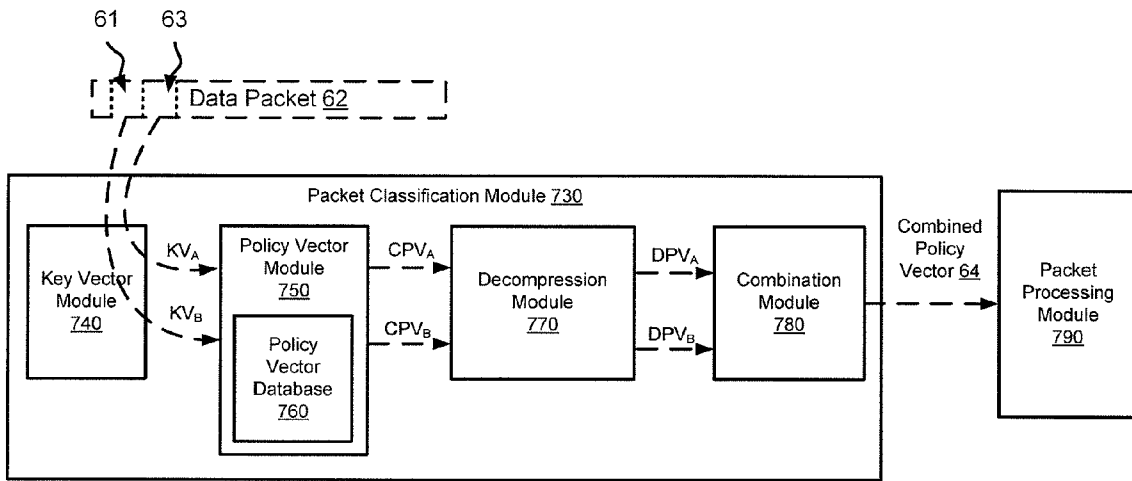 61
63
Data Packet 62
Packet Classification Module 730
Key Vector
Module
740
KVA
KVB
Policy Vector
Module
750
Policy
Vector
Database
760
CPVA
CPVB
Decompression
Module
770
DPVA
DPVB
Combination
Module
780
Combined
Policy
Vector 64
Packet
Processing
Module
790